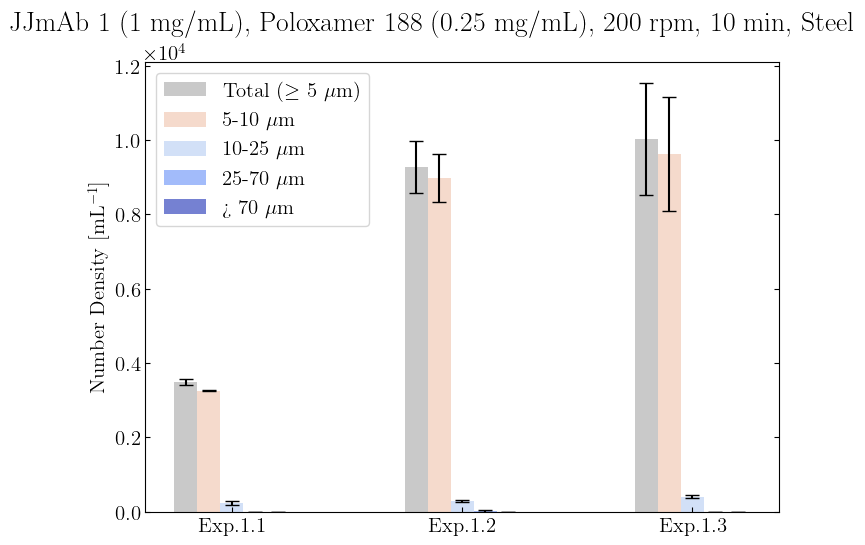 JJmAb 1 (1 mg/mL), Poloxamer 188 (0.25 mg/mL), 200 rpm, 10 min, Steel
×10⁴
1.2
1.0
0.8
0.6
0.4
0.2
0.0
Number Density [mL⁻¹]
Total (≥ 5 μm)
5-10 μm
10-25 μm
25-70 μm
¿ 70 μm
Exp.1.1
Exp.1.2
Exp.1.3